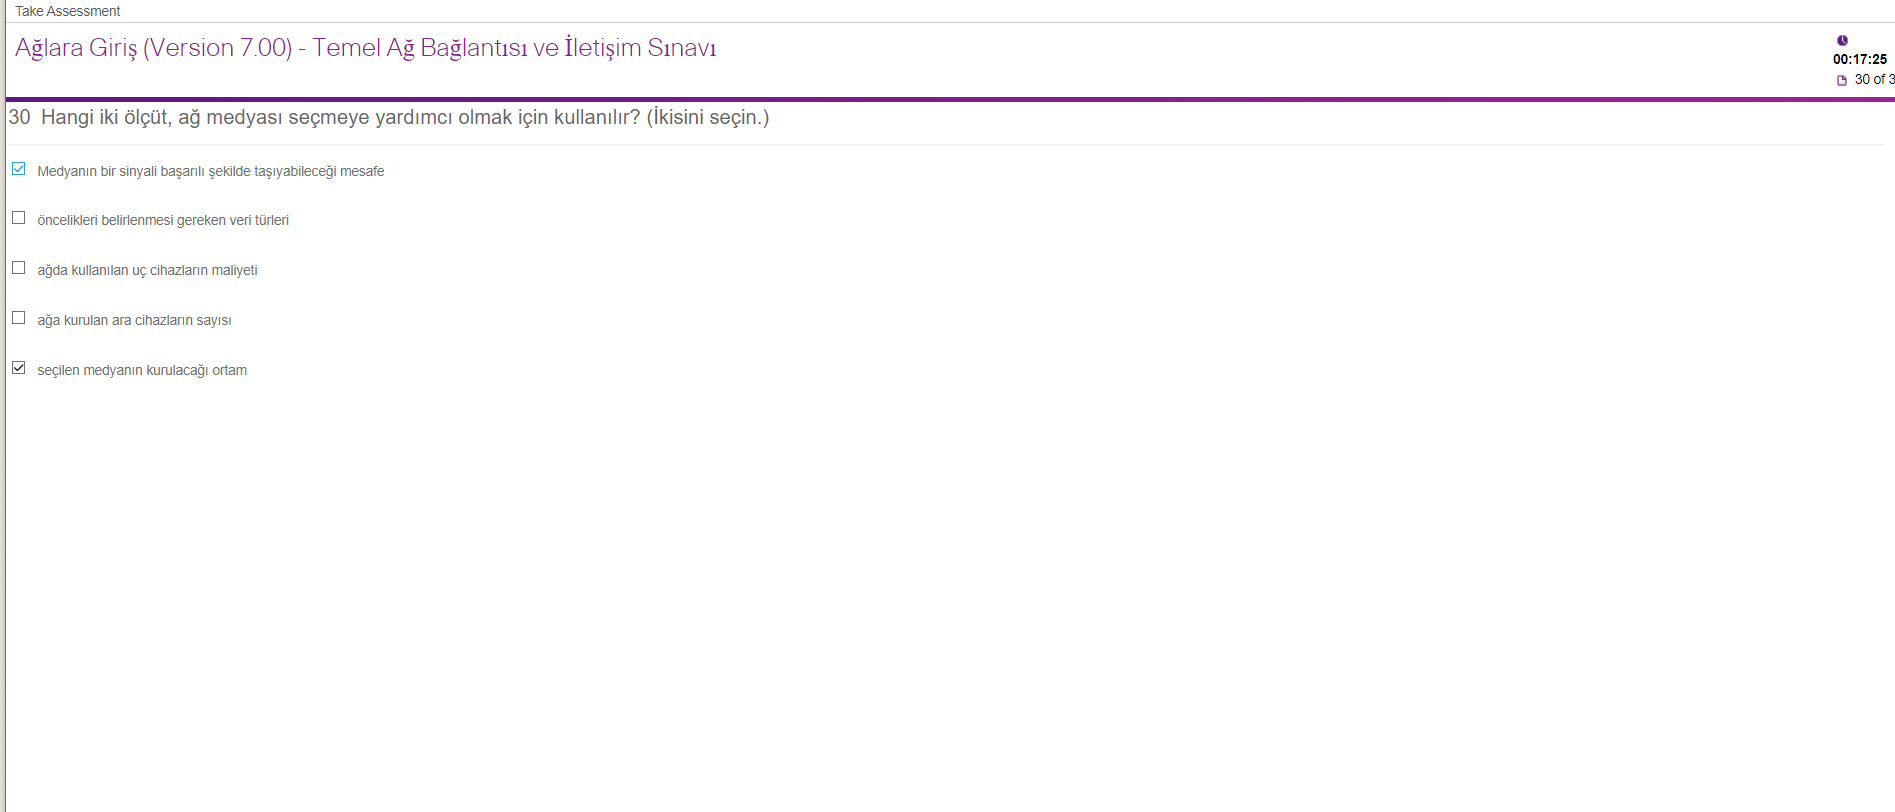 Take Assessment
Ağlara Giriş (Version 7.00) - Temel Ağ Bağlantısı ve İletişim Sınavı
00:17:25
30 of 3
30 Hangi iki ölçüt, ağ medyası seçmeye yardımcı olmak için kullanılır? (İkisini seçin.)
Medyanın bir sinyali başarılı şekilde taşıyabileceği mesafe
öncelikleri belirlenmesi gereken veri türleri
ağda kullanılan uç cihazların maliyeti
ağa kurulan ara cihazların sayısı
seçilen medyanın kurulacağı ortam